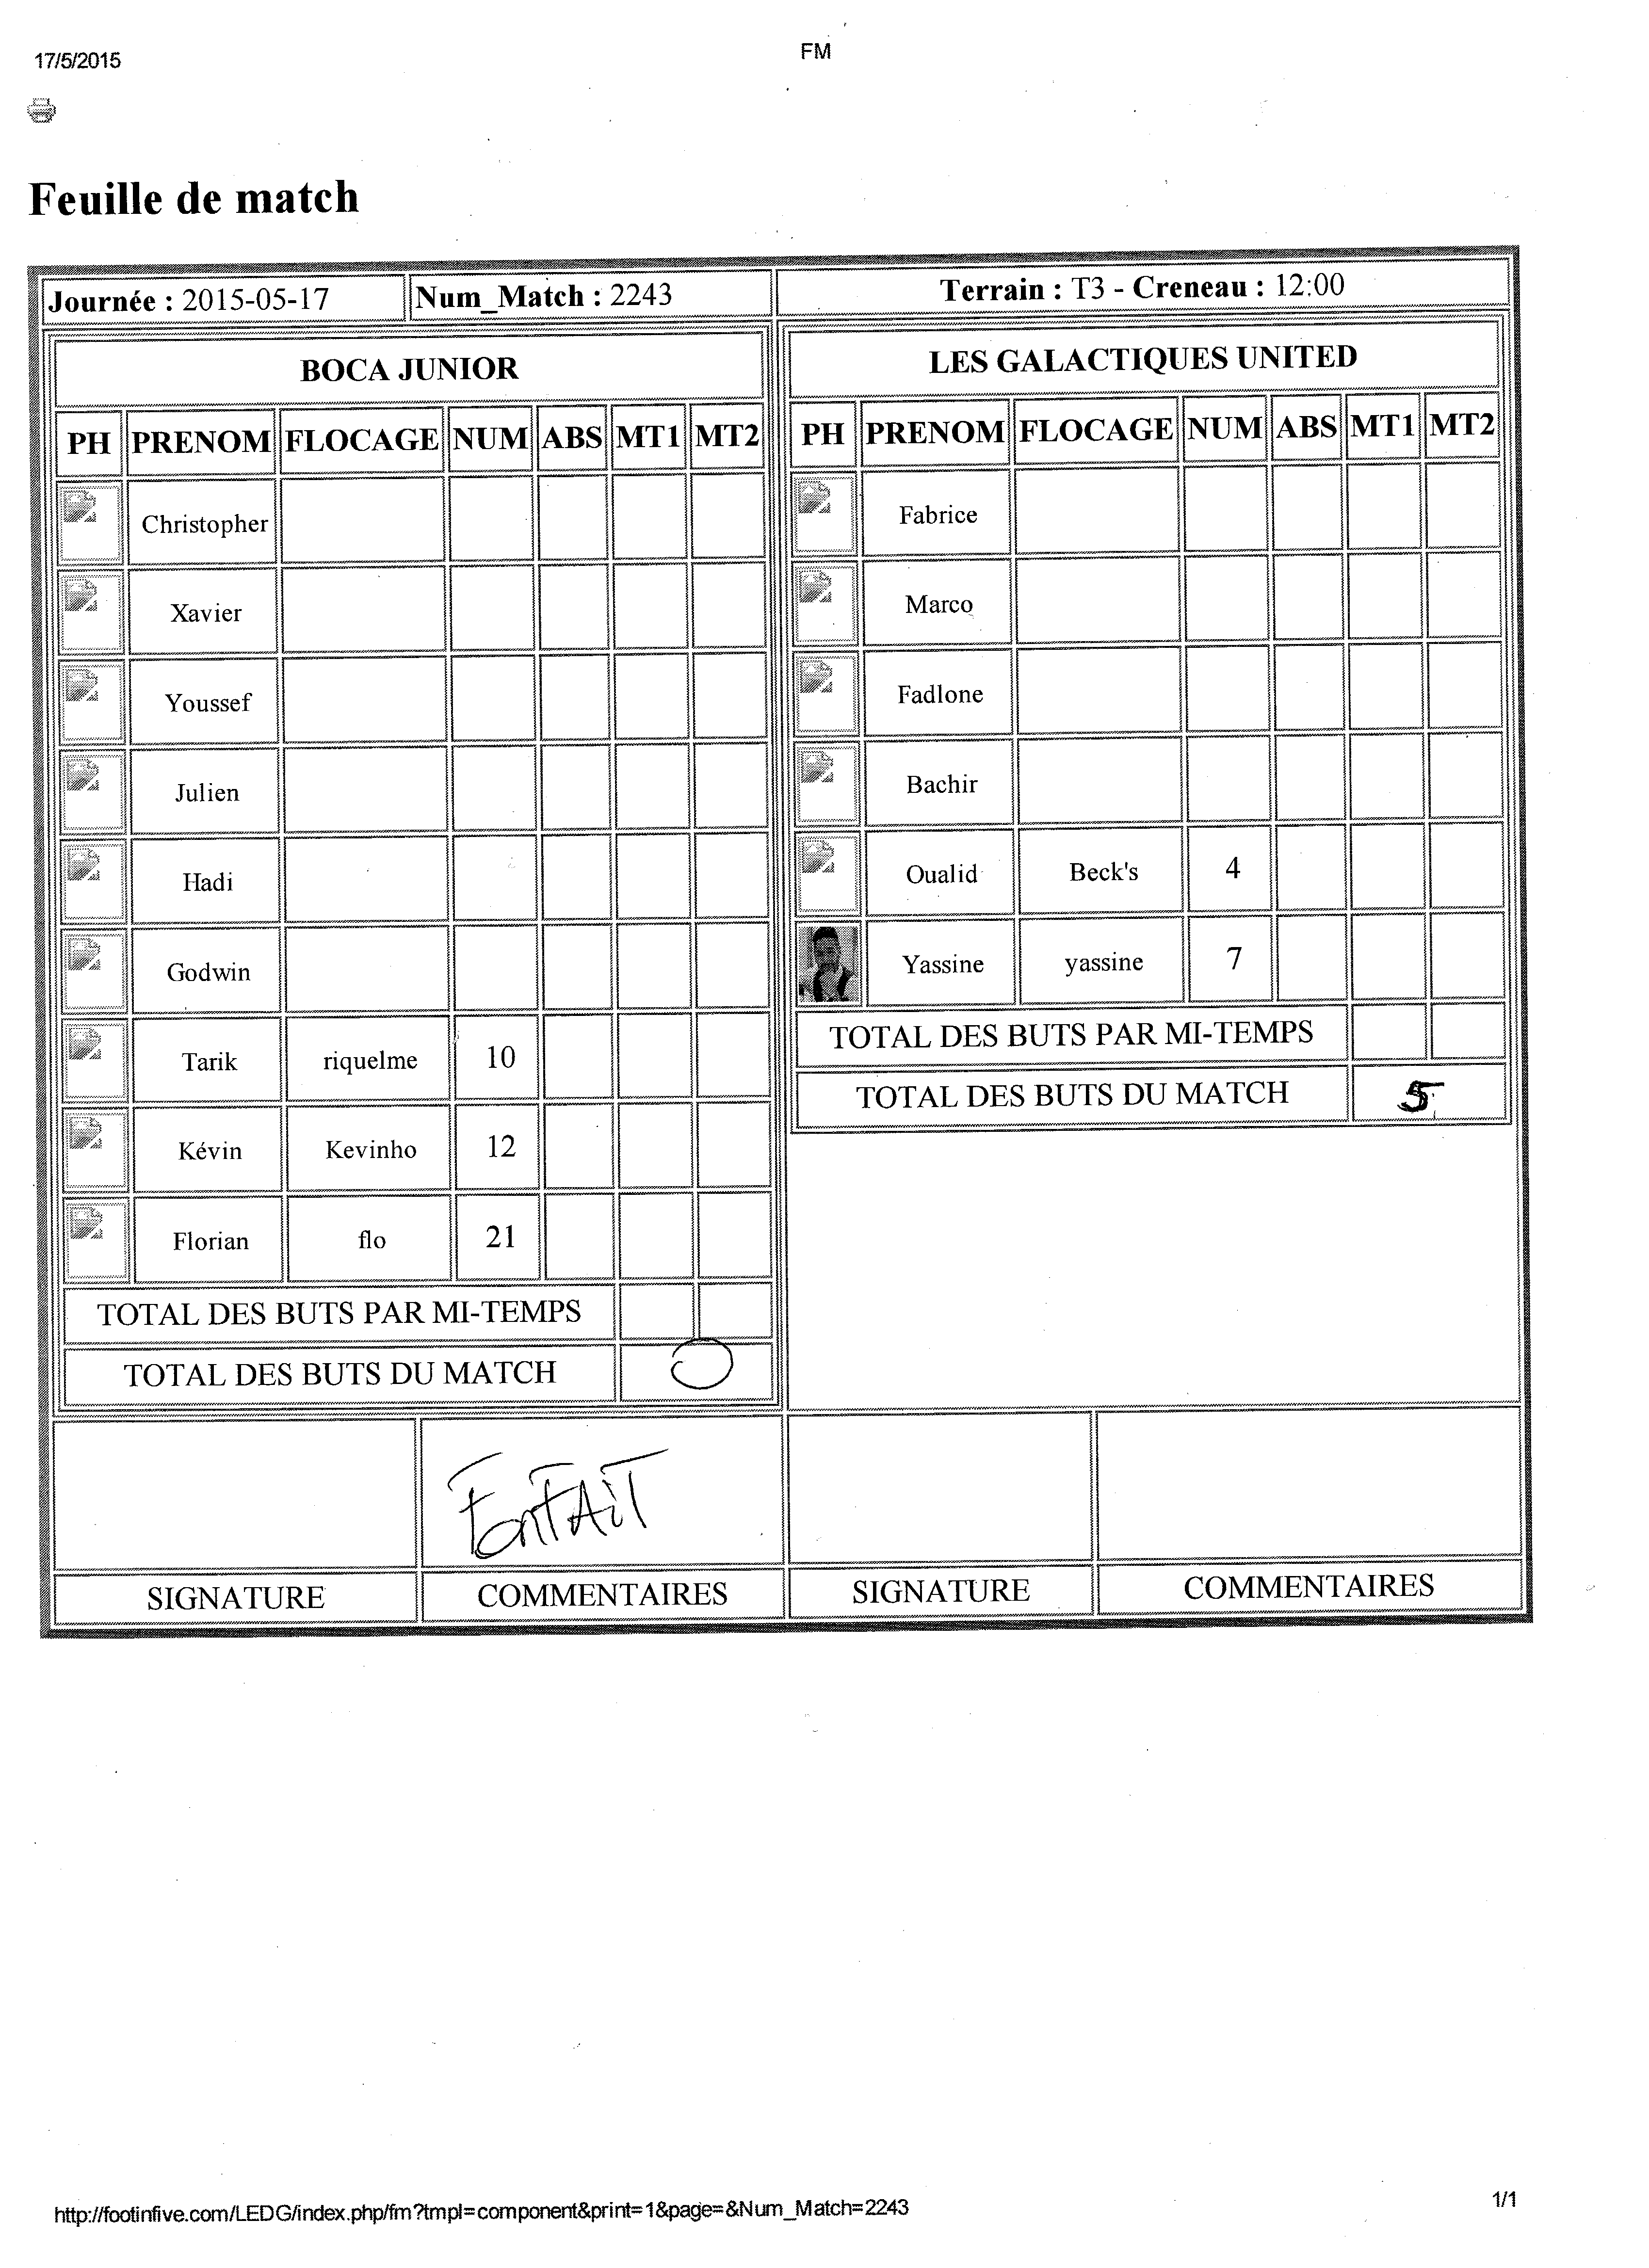 17/5/2015
FM
Feuille de match
Journée : 2015-05-17
Num_Match : 2243
Terrain : T3 - Creneau : 12:00
BOCA JUNIOR
PH PRENOM FLOCAGE NUM ABS MT1 MT2
Christopher
Xavier
Youssef
Julien
Hadi
Godwin
Tarik riquelme 10
Kévin Kevinho 12
Florian flo 21
TOTAL DES BUTS PAR MI-TEMPS
TOTAL DES BUTS DU MATCH 0
LES GALACTIQUES UNITED
PH PRENOM FLOCAGE NUM ABS MT1 MT2
Fabrice
Marco
Fadlone
Bachir
Oualid Beck's 4
Yassine yassine 7
TOTAL DES BUTS PAR MI-TEMPS
TOTAL DES BUTS DU MATCH 5
ForfAiT
SIGNATURE COMMENTAIRES SIGNATURE COMMENTAIRES
http://footinfive.com/LEDG/index.php/fm?tmpl=component&print=1&page=&Num_Match=2243
1/1